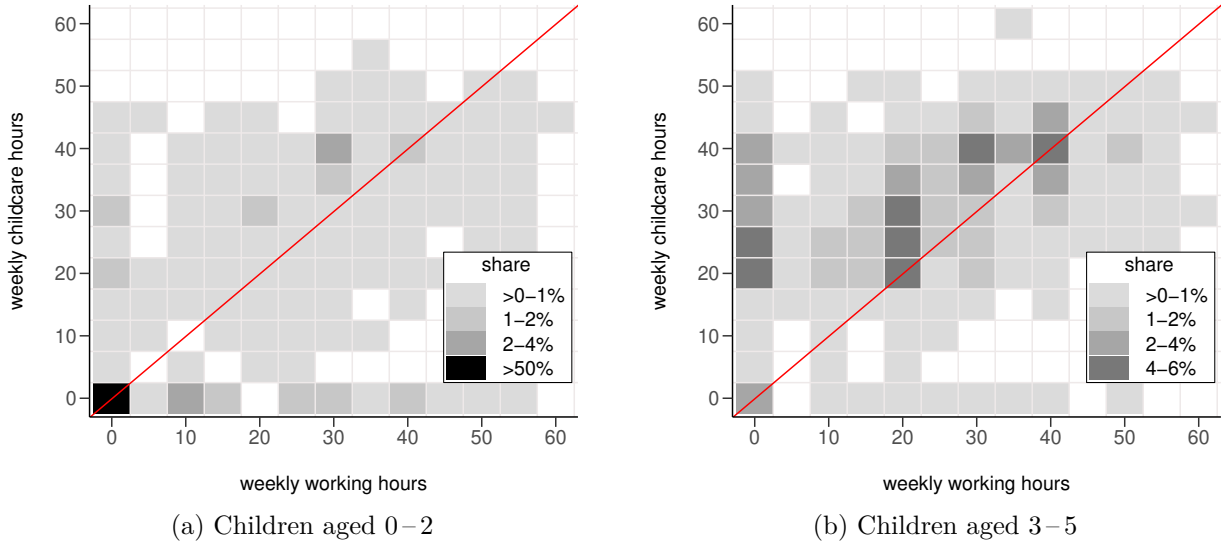 60
50
40
30
20
10
0
weekly childcare hours
0 10 20 30 40 50 60
weekly working hours
share
>0−1%
1−2%
2−4%
>50%
(a) Children aged 0 – 2
60
50
40
30
20
10
0
weekly childcare hours
0 10 20 30 40 50 60
weekly working hours
share
>0−1%
1−2%
2−4%
4−6%
(b) Children aged 3 – 5